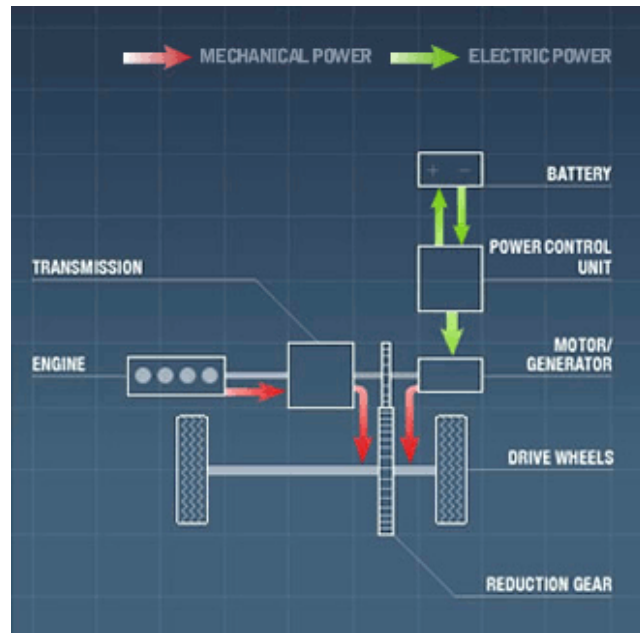 MECHANICAL POWER
ELECTRIC POWER
+ −
BATTERY
POWER CONTROL
UNIT
TRANSMISSION
MOTOR/
GENERATOR
ENGINE
DRIVE WHEELS
REDUCTION GEAR